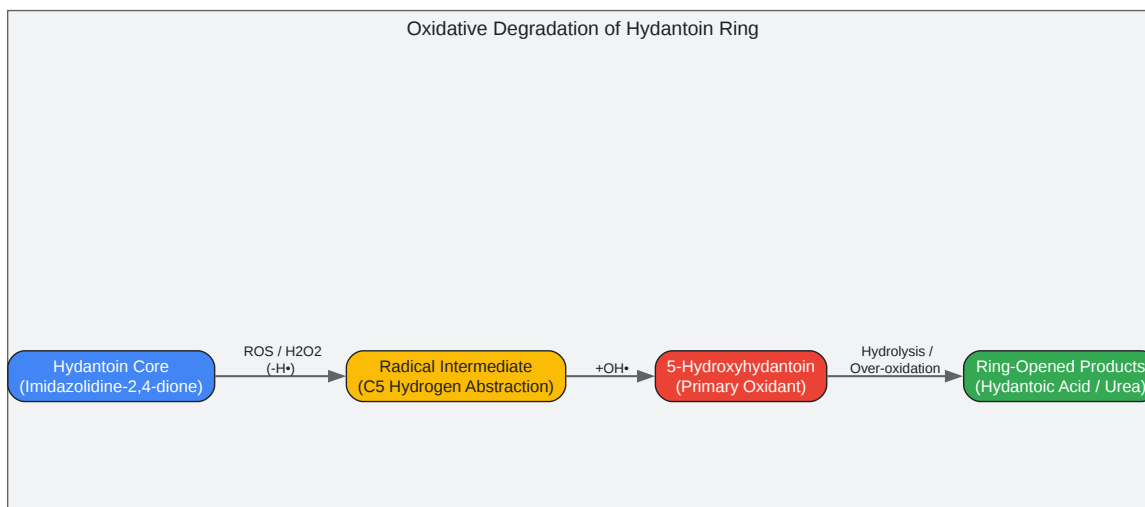 Oxidative Degradation of Hydantoin Ring
Hydantoin Core
(Imidazolidine-2,4-dione)
ROS / H2O2
(-H•)
Radical Intermediate
(C5 Hydrogen Abstraction)
+OH•
5-Hydroxyhydantoin
(Primary Oxidant)
Hydrolysis /
Over-oxidation
Ring-Opened Products
(Hydantoic Acid / Urea)